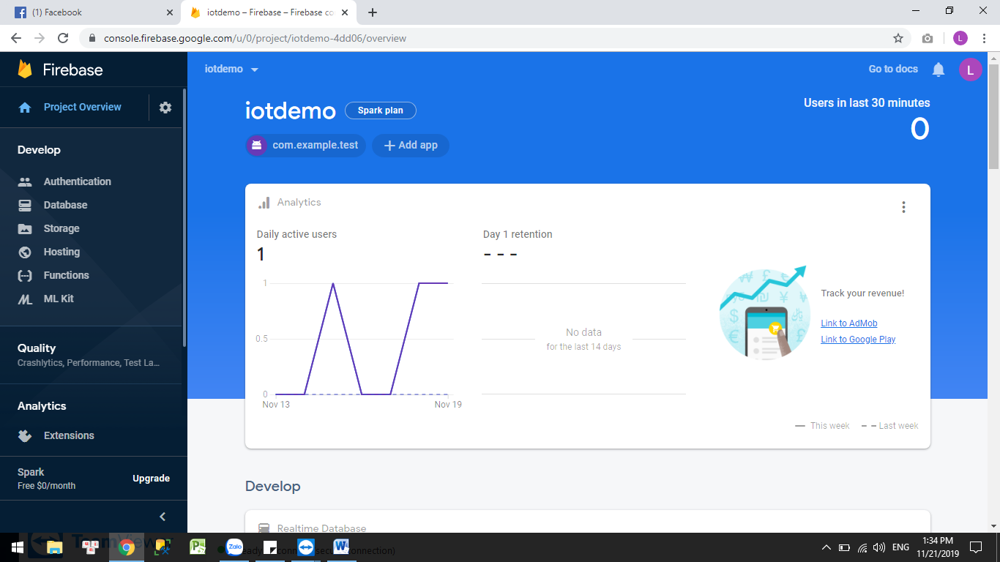 (1) Facebook
iotdemo – Firebase – Firebase co
console.firebase.google.com/u/0/project/iotdemo-4dd06/overview
L
Firebase
Project Overview
Develop
Authentication
Database
Storage
Hosting
Functions
ML Kit
Quality
Crashlytics, Performance, Test La...
Analytics
Extensions
Spark
Free $0/month
Upgrade
iotdemo
Go to docs
L
iotdemo
Spark plan
com.example.test
Add app
Users in last 30 minutes
0
Analytics
Daily active users
1
Day 1 retention
- - -
1
0.5
0
Nov 13
Nov 19
No data
for the last 14 days
Track your revenue!
Link to AdMob
Link to Google Play
This week
Last week
Develop
Realtime Database
Zalo
ENG
1:34 PM
11/21/2019